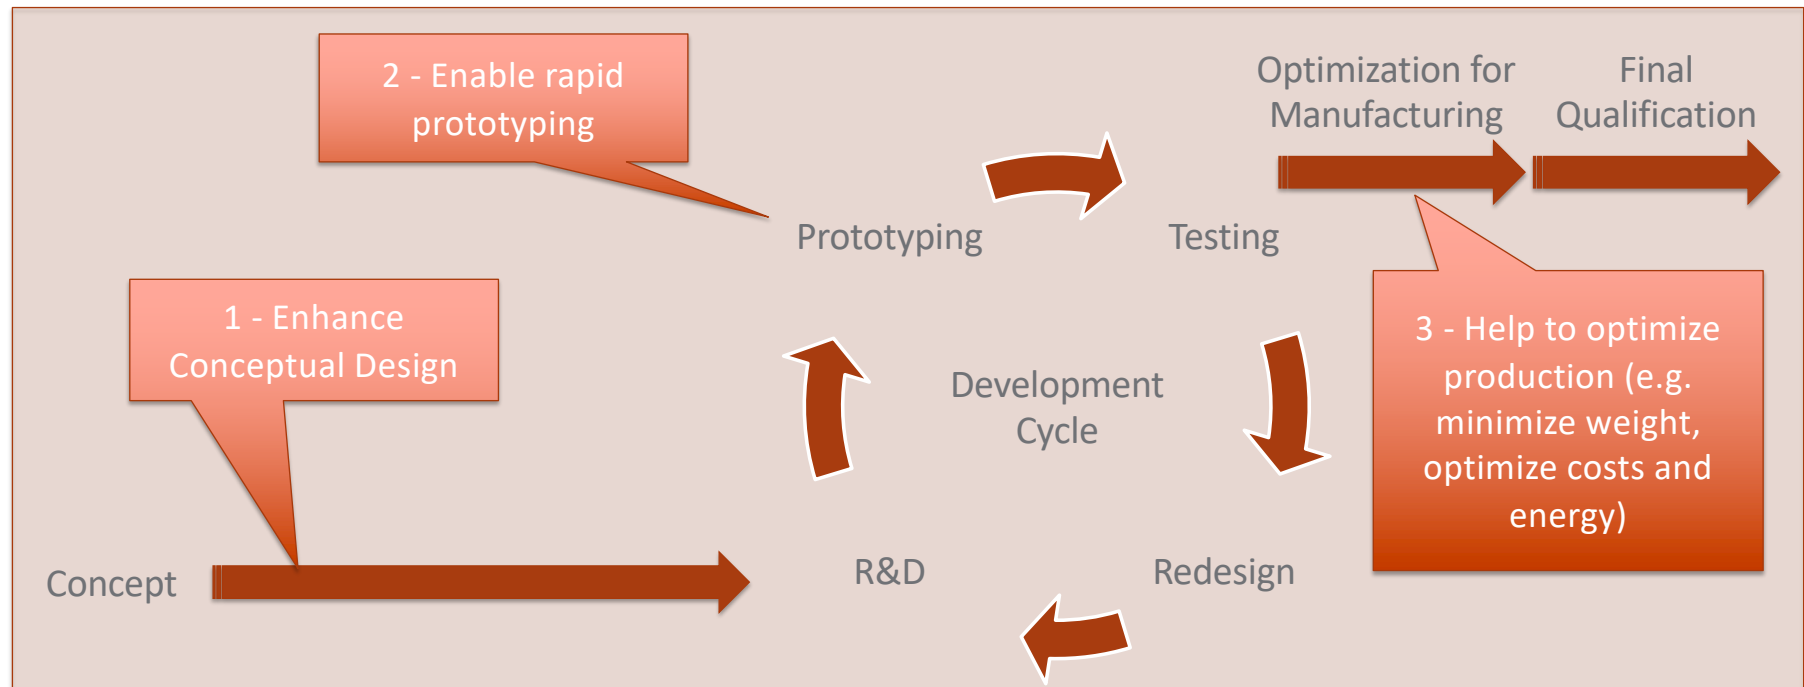 2 - Enable rapid
prototyping
Optimization for
Manufacturing
Final
Qualification
Prototyping
Testing
1 - Enhance
Conceptual Design
Development
Cycle
3 - Help to optimize
production (e.g.
minimize weight,
optimize costs and
energy)
Concept
R&D
Redesign